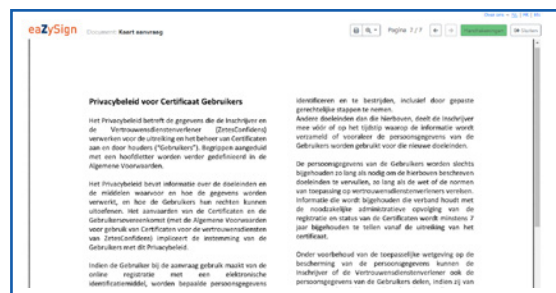 eaZySign
Document: Kaart aanvraag
Pagina 7 / 7
Sluiten
Privacybeleid voor Certificaat Gebruikers
Het Privacybeleid betreft de gegevens die de Inschrijver en
de Vertrouwensdienstenverlener (ZetesConfidens)
verwerken voor de uitreiking en het beheer van Certificaten
aan en door houders ("Gebruikers"). Begrippen aangeduid
met een hoofdletter worden verder gedefinieerd in de
Algemene Voorwaarden.
Het Privacybeleid bevat informatie over de doeleinden en
de middelen waarvoor en hoe de gegevens worden
verwerkt, en hoe de Gebruikers hun rechten kunnen
uitoefenen. Het aanvaarden van de Certificaten en de
Gebruikersovereenkomst (met de Algemene Voorwaarden
voor gebruik van Certificaten voor de vertrouwensdiensten
van ZetesConfidens) impliceert de instemming van de
Gebruikers met dit Privacybeleid.
Indien de Gebruiker bij de aanvraag gebruik maakt van de
online registratie met een elektronische
identificatiemiddel, worden bepaalde persoonsgegevens
identificeren en te bestrijden, inclusief door gepaste
gerechtelijke stappen te nemen.
Andere doeleinden dan die hierboven, deelt de Inschrijver
mee vóór of op het tijdstip waarop de informatie wordt
verzameld of vooraleer de persoonsgegevens van de
Gebruikers worden gebruikt voor die nieuwe doeleinden.
De persoonsgegevens van de Gebruikers worden slechts
bijgehouden zo lang als nodig om de hierboven beschreven
doeleinden te vervullen, zo lang als de wet of de normen
van toepassing op vertrouwensdienstenverleners vereisen.
Informatie die wordt bijgehouden die verband houdt met
de noodzakelijke administratieve opvolging van de
registratie en status van de Certificaten wordt minstens 7
jaar bijgehouden te tellen vanaf de uitreiking van het
certificaat.
Onder voorbehoud van de toepasselijke wetgeving op de
bescherming van de persoonsgegevens kunnen de
Inschrijver of de Vertrouwensdienstenverlener ook de
persoonsgegevens van de Gebruikers delen, indien zij van